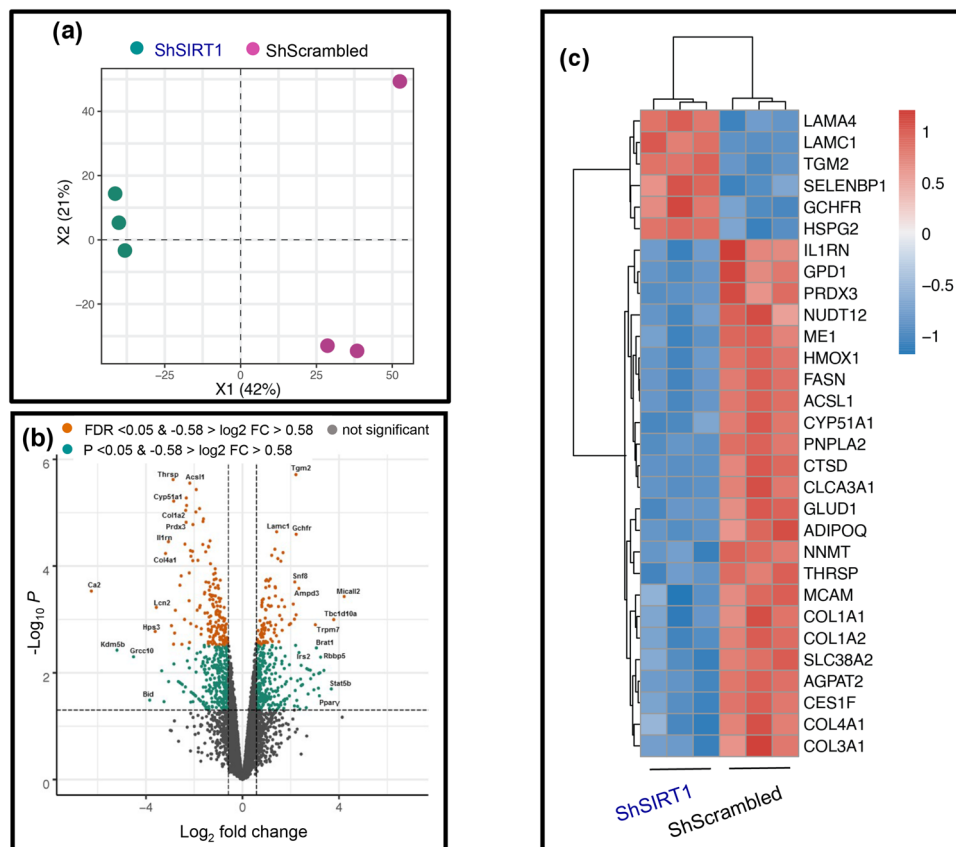 (a)
ShSIRT1 ShScrambled
40
20
0
−20
X2 (21%)
−25 0 25 50
X1 (42%)
(b)
FDR <0.05 & -0.58 > log2 FC > 0.58 not significant
P <0.05 & -0.58 > log2 FC > 0.58
6
4
2
0
-Log10 P
Thrsp
Acsl1
Tgm2
Cyp51a1
Col1a2
Prdx3
Lamc1
Gchfr
Il1rn
Col4a1
Snf8
Ca2
Ampd3
Micall2
Lcn2
Tbc1d10a
Hps3
Trpm7
Kdm5b
Brat1
Grcc10
Irs2
Rbbp5
Bid
Stat5b
Pparγ
−4 0 4
Log2 fold change
(c)
LAMA4
LAMC1
TGM2
SELENBP1
GCHFR
HSPG2
IL1RN
GPD1
PRDX3
NUDT12
ME1
HMOX1
FASN
ACSL1
CYP51A1
PNPLA2
CTSD
CLCA3A1
GLUD1
ADIPOQ
NNMT
THRSP
MCAM
COL1A1
COL1A2
SLC38A2
AGPAT2
CES1F
COL4A1
COL3A1
1
0.5
0
−0.5
−1
ShSIRT1
ShScrambled